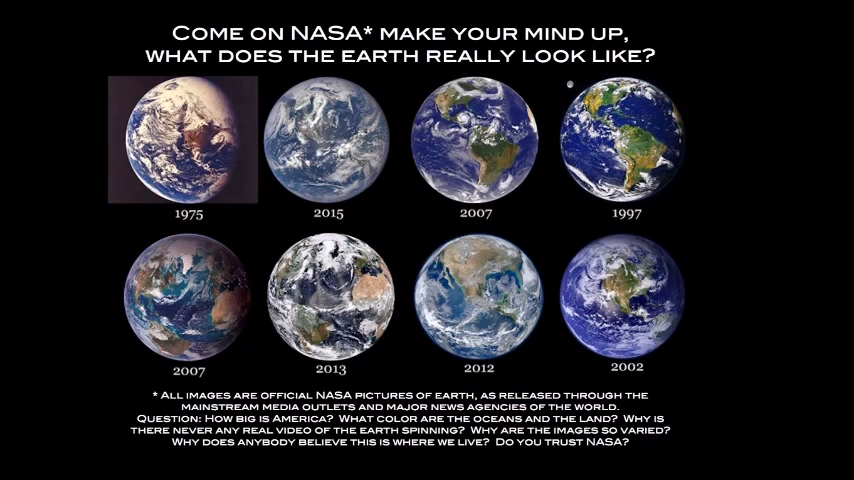 Come on NASA* make your mind up,
what does the earth really look like?
1975
2015
2007
1997
2007
2013
2012
2002
* All images are official NASA pictures of earth, as released through the
mainstream media outlets and major news agencies of the world.
Question: How big is America? What color are the oceans and the land? Why is
there never any real video of the earth spinning? Why are the images so varied?
Why does anybody believe this is where we live? Do you trust NASA?